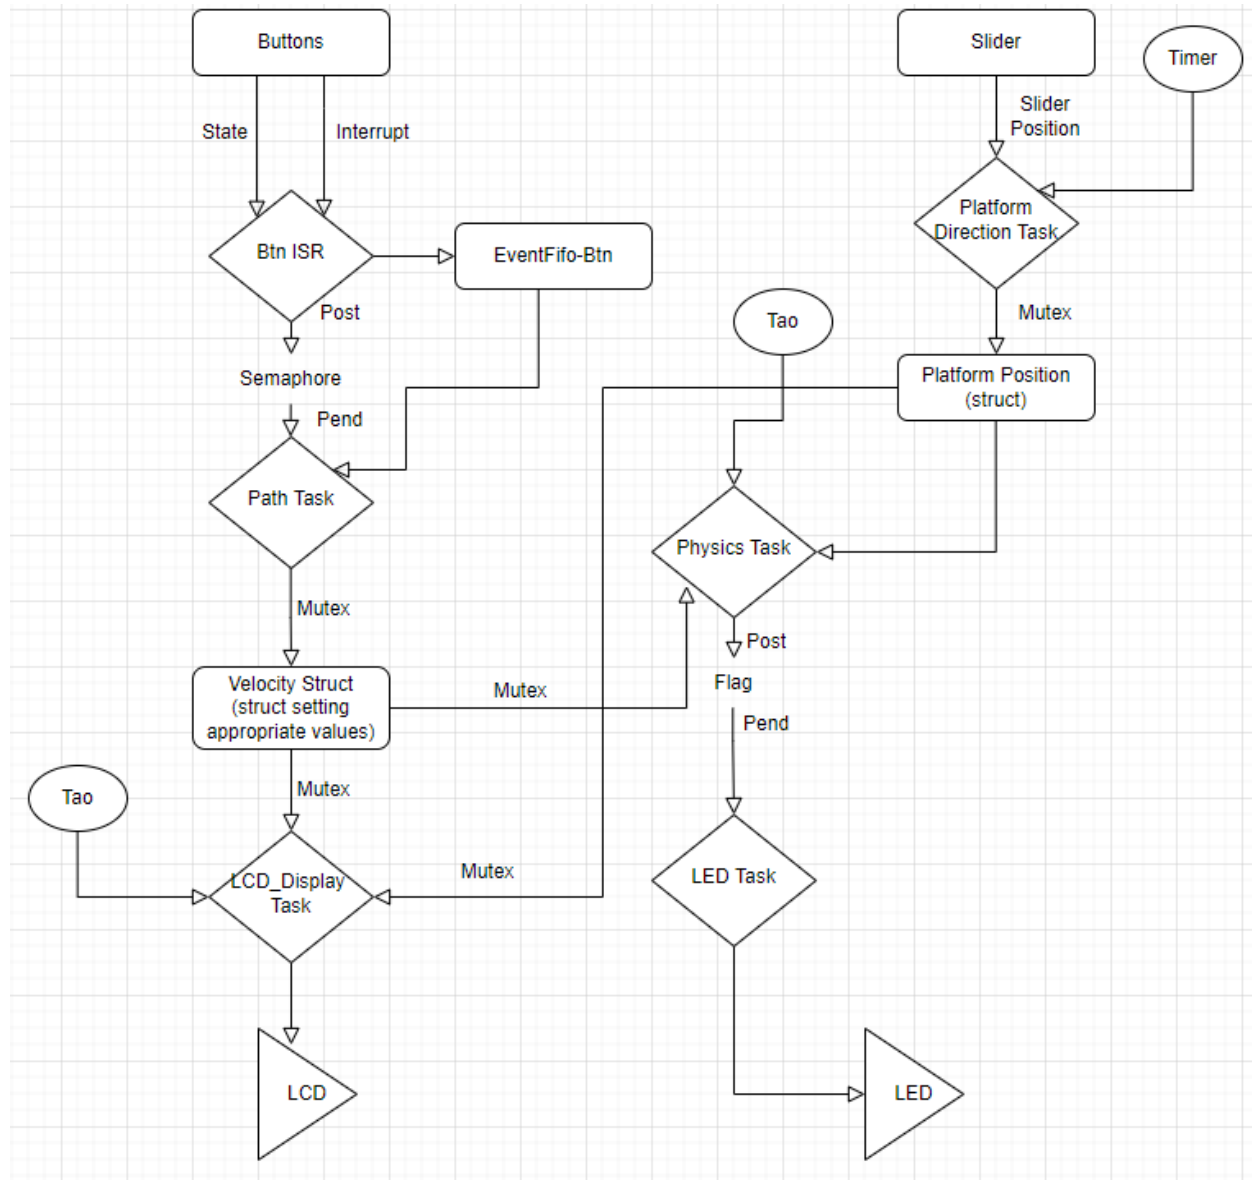 Buttons
Slider
Timer
State
Interrupt
Slider
Position
Platform
Direction Task
Btn ISR
EventFifo-Btn
Post
Mutex
Tao
Semaphore
Platform Position
(struct)
Pend
Path Task
Physics Task
Mutex
Post
Velocity Struct
(struct setting
appropriate values)
Mutex
Flag
Pend
Mutex
Tao
Mutex
LCD_Display
Task
LED Task
LCD
LED